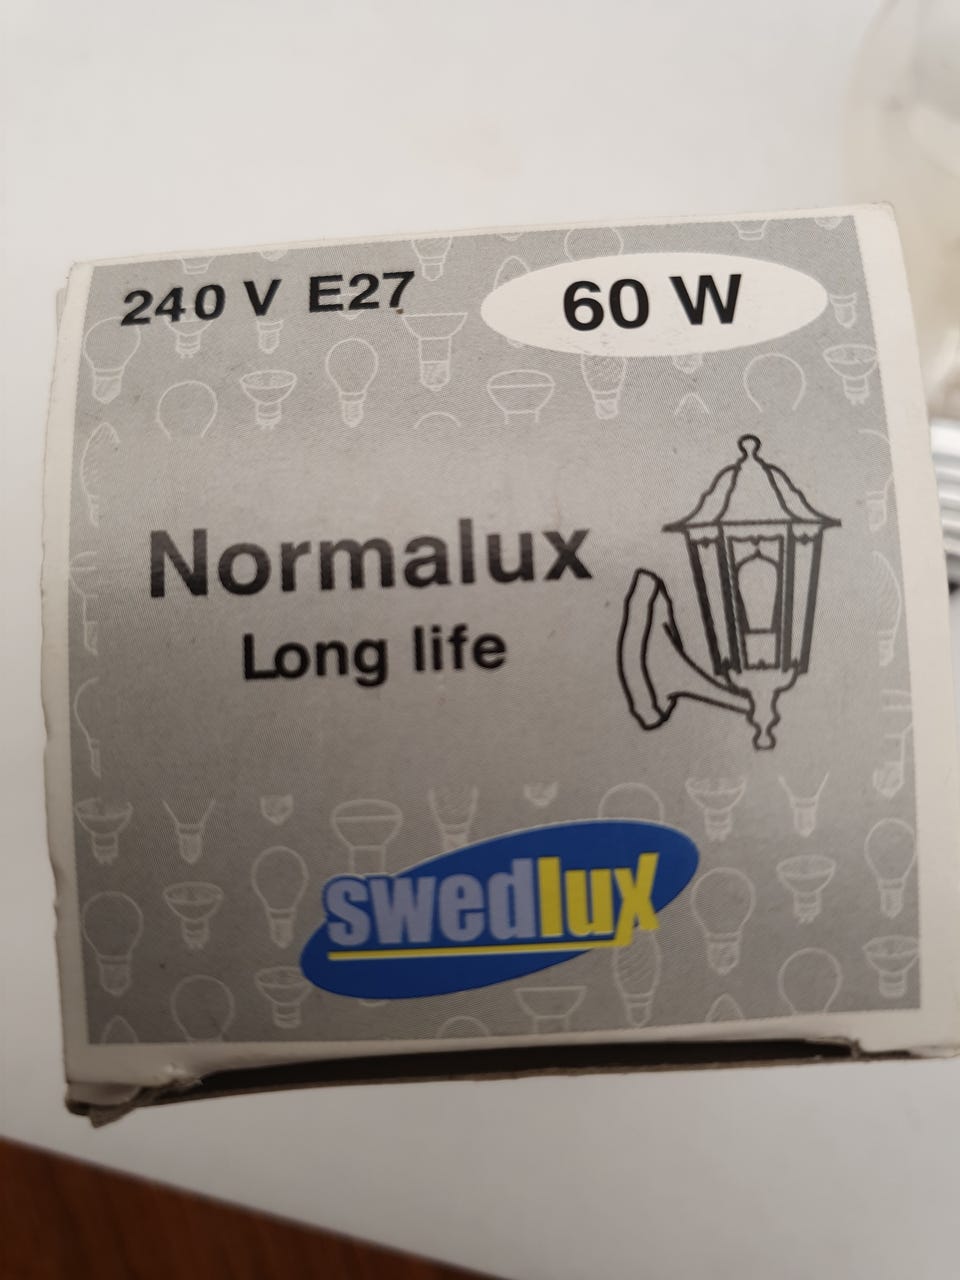 240 V E27 60 W
Normalux
Long life
swedlux